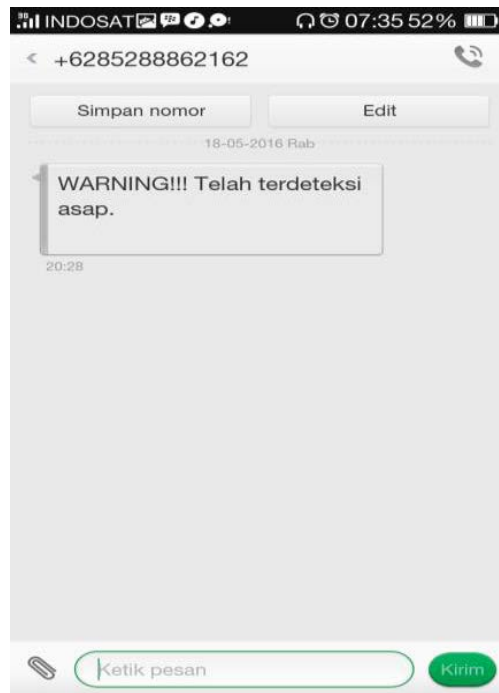 INDOSAT 07:35 52%
+6285288862162
Simpan nomor Edit
18-05-2016 Rab
WARNING!!! Telah terdeteksi
asap.
20:28
Ketik pesan Kirim